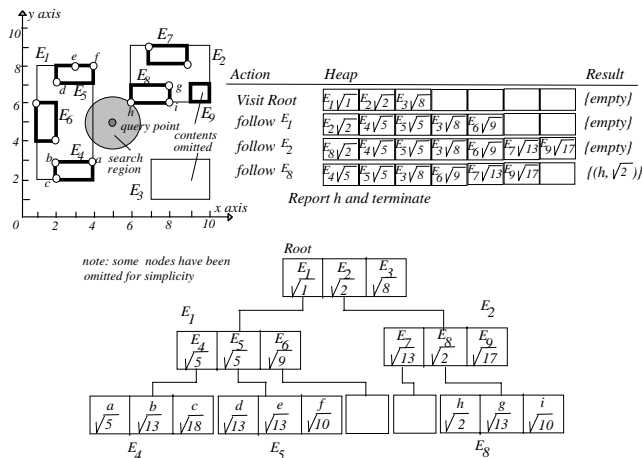 y axis
10
8
6
4
2
0
2
4
6
8
10
x axis
E1
e
f
d
E5
E6
b
E4
a
c
E7
E2
E8
g
h
i
E9
query point
search
region
contents
omitted
E3
Action Heap Result
Visit Root E1√1 E2√2 E3√8 {empty}
follow E1 E2√2 E4√5 E5√5 E3√8 E6√9 {empty}
follow E2 E8√2 E4√5 E5√5 E3√8 E6√9 E7√13 E9√17 {empty}
follow E8 E4√5 E5√5 E3√8 E6√9 E7√13 E9√17 {(h, √2 )}
Report h and terminate
note: some nodes have been
omitted for simplicity
Root
E1 E2 E3
√1 √2 √8
E1 E2
E4 E5 E6 E7 E8 E9
√5 √5 √9 √13 √2 √17
a b c d e f h g i
√5 √13 √18 √13 √13 √10 √2 √13 √10
E4 E5 E8